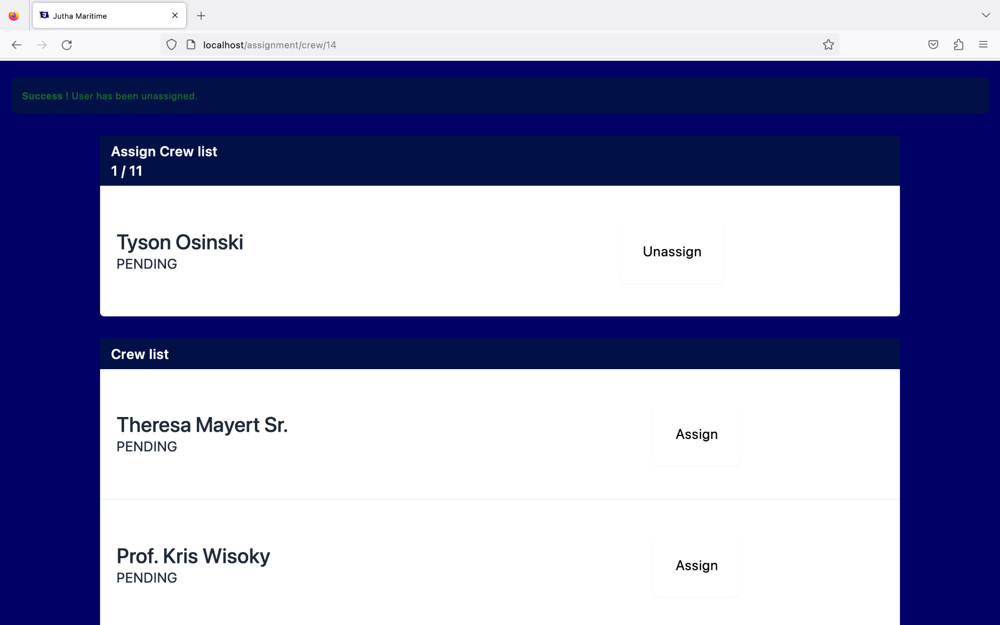 Jutha Maritime
localhost/assignment/crew/14
Success ! User has been unassigned.
Assign Crew list
1 / 11
Tyson Osinski
PENDING
Unassign
Crew list
Theresa Mayert Sr.
PENDING
Assign
Prof. Kris Wisoky
PENDING
Assign